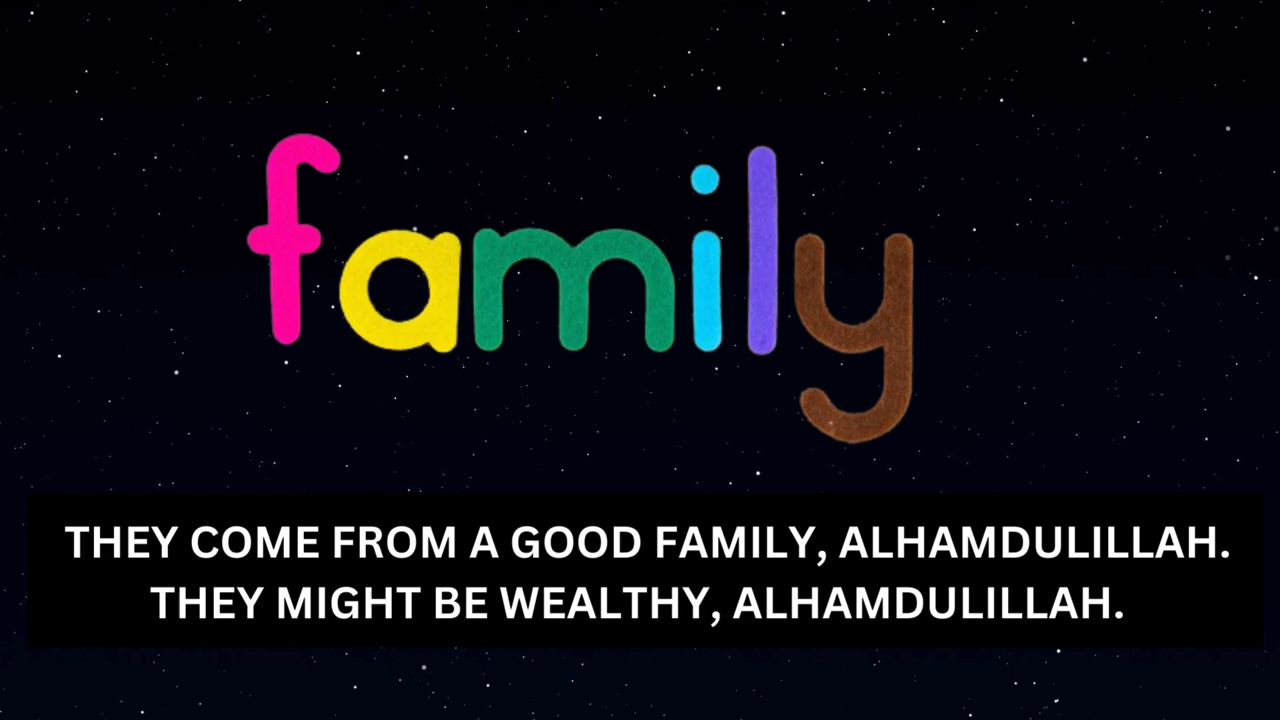 family
THEY COME FROM A GOOD FAMILY, ALHAMDULILLAH.
THEY MIGHT BE WEALTHY, ALHAMDULILLAH.